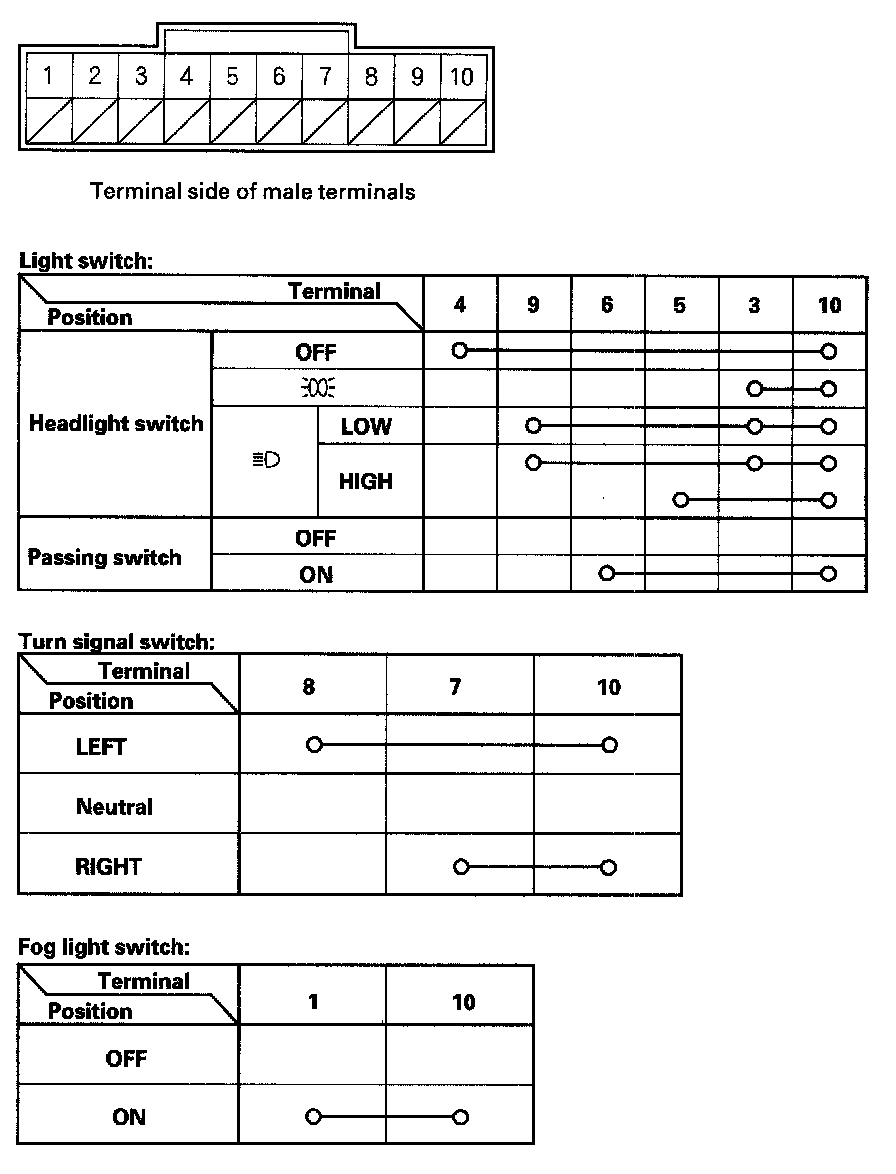 1 2 3 4 5 6 7 8 9 10
Terminal side of male terminals
Light switch:
Terminal
Position
4 9 6 5 3 10
Headlight switch
OFF
LOW
HIGH
Passing switch
OFF
ON
Turn signal switch:
Terminal
Position
8 7 10
LEFT
Neutral
RIGHT
Fog light switch:
Terminal
Position
1 10
OFF
ON